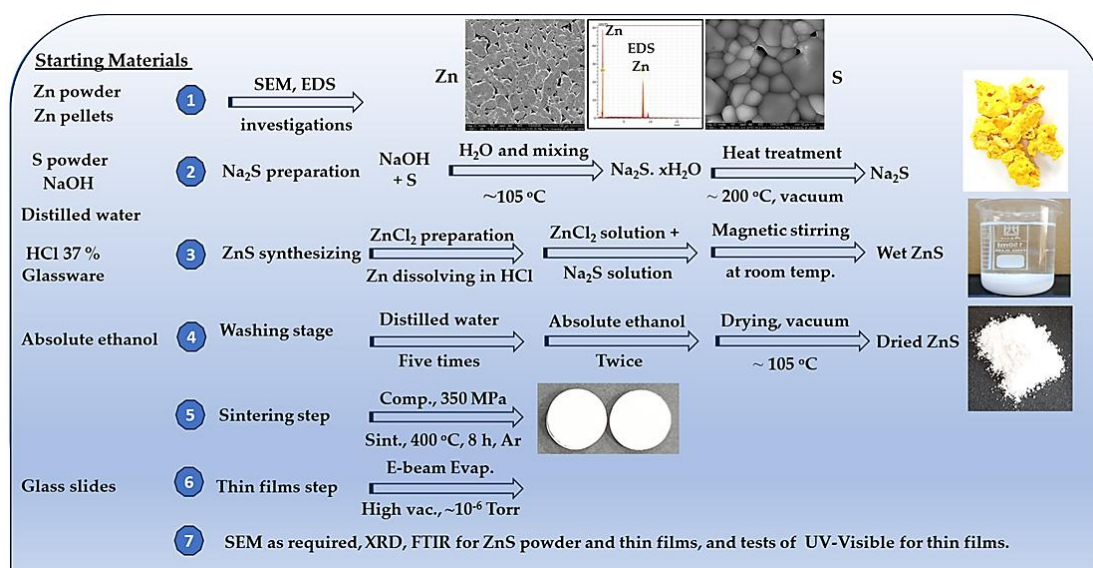 Starting Materials
Zn powder
Zn pellets
1
SEM, EDS
investigations
Zn
Zn
EDS
Zn
S
S powder
NaOH
2
Na₂S preparation
NaOH
+ S
H₂O and mixing
~105 ºC
Na₂S. xH₂O
Heat treatment
~ 200 ºC, vacuum
Na₂S
Distilled water
HCl 37 %
Glassware
3
ZnS synthesizing
ZnCl₂ preparation
Zn dissolving in HCl
ZnCl₂ solution +
Na₂S solution
Magnetic stirring
at room temp.
Wet ZnS
Absolute ethanol
4
Washing stage
Distilled water
Five times
Absolute ethanol
Twice
Drying, vacuum
~ 105 ºC
Dried ZnS
5
Sintering step
Comp., 350 MPa
Sint., 400 ºC, 8 h, Ar
Glass slides
6
Thin films step
E-beam Evap.
High vac., ~10⁻⁶ Torr
7
SEM as required, XRD, FTIR for ZnS powder and thin films, and tests of UV-Visible for thin films.